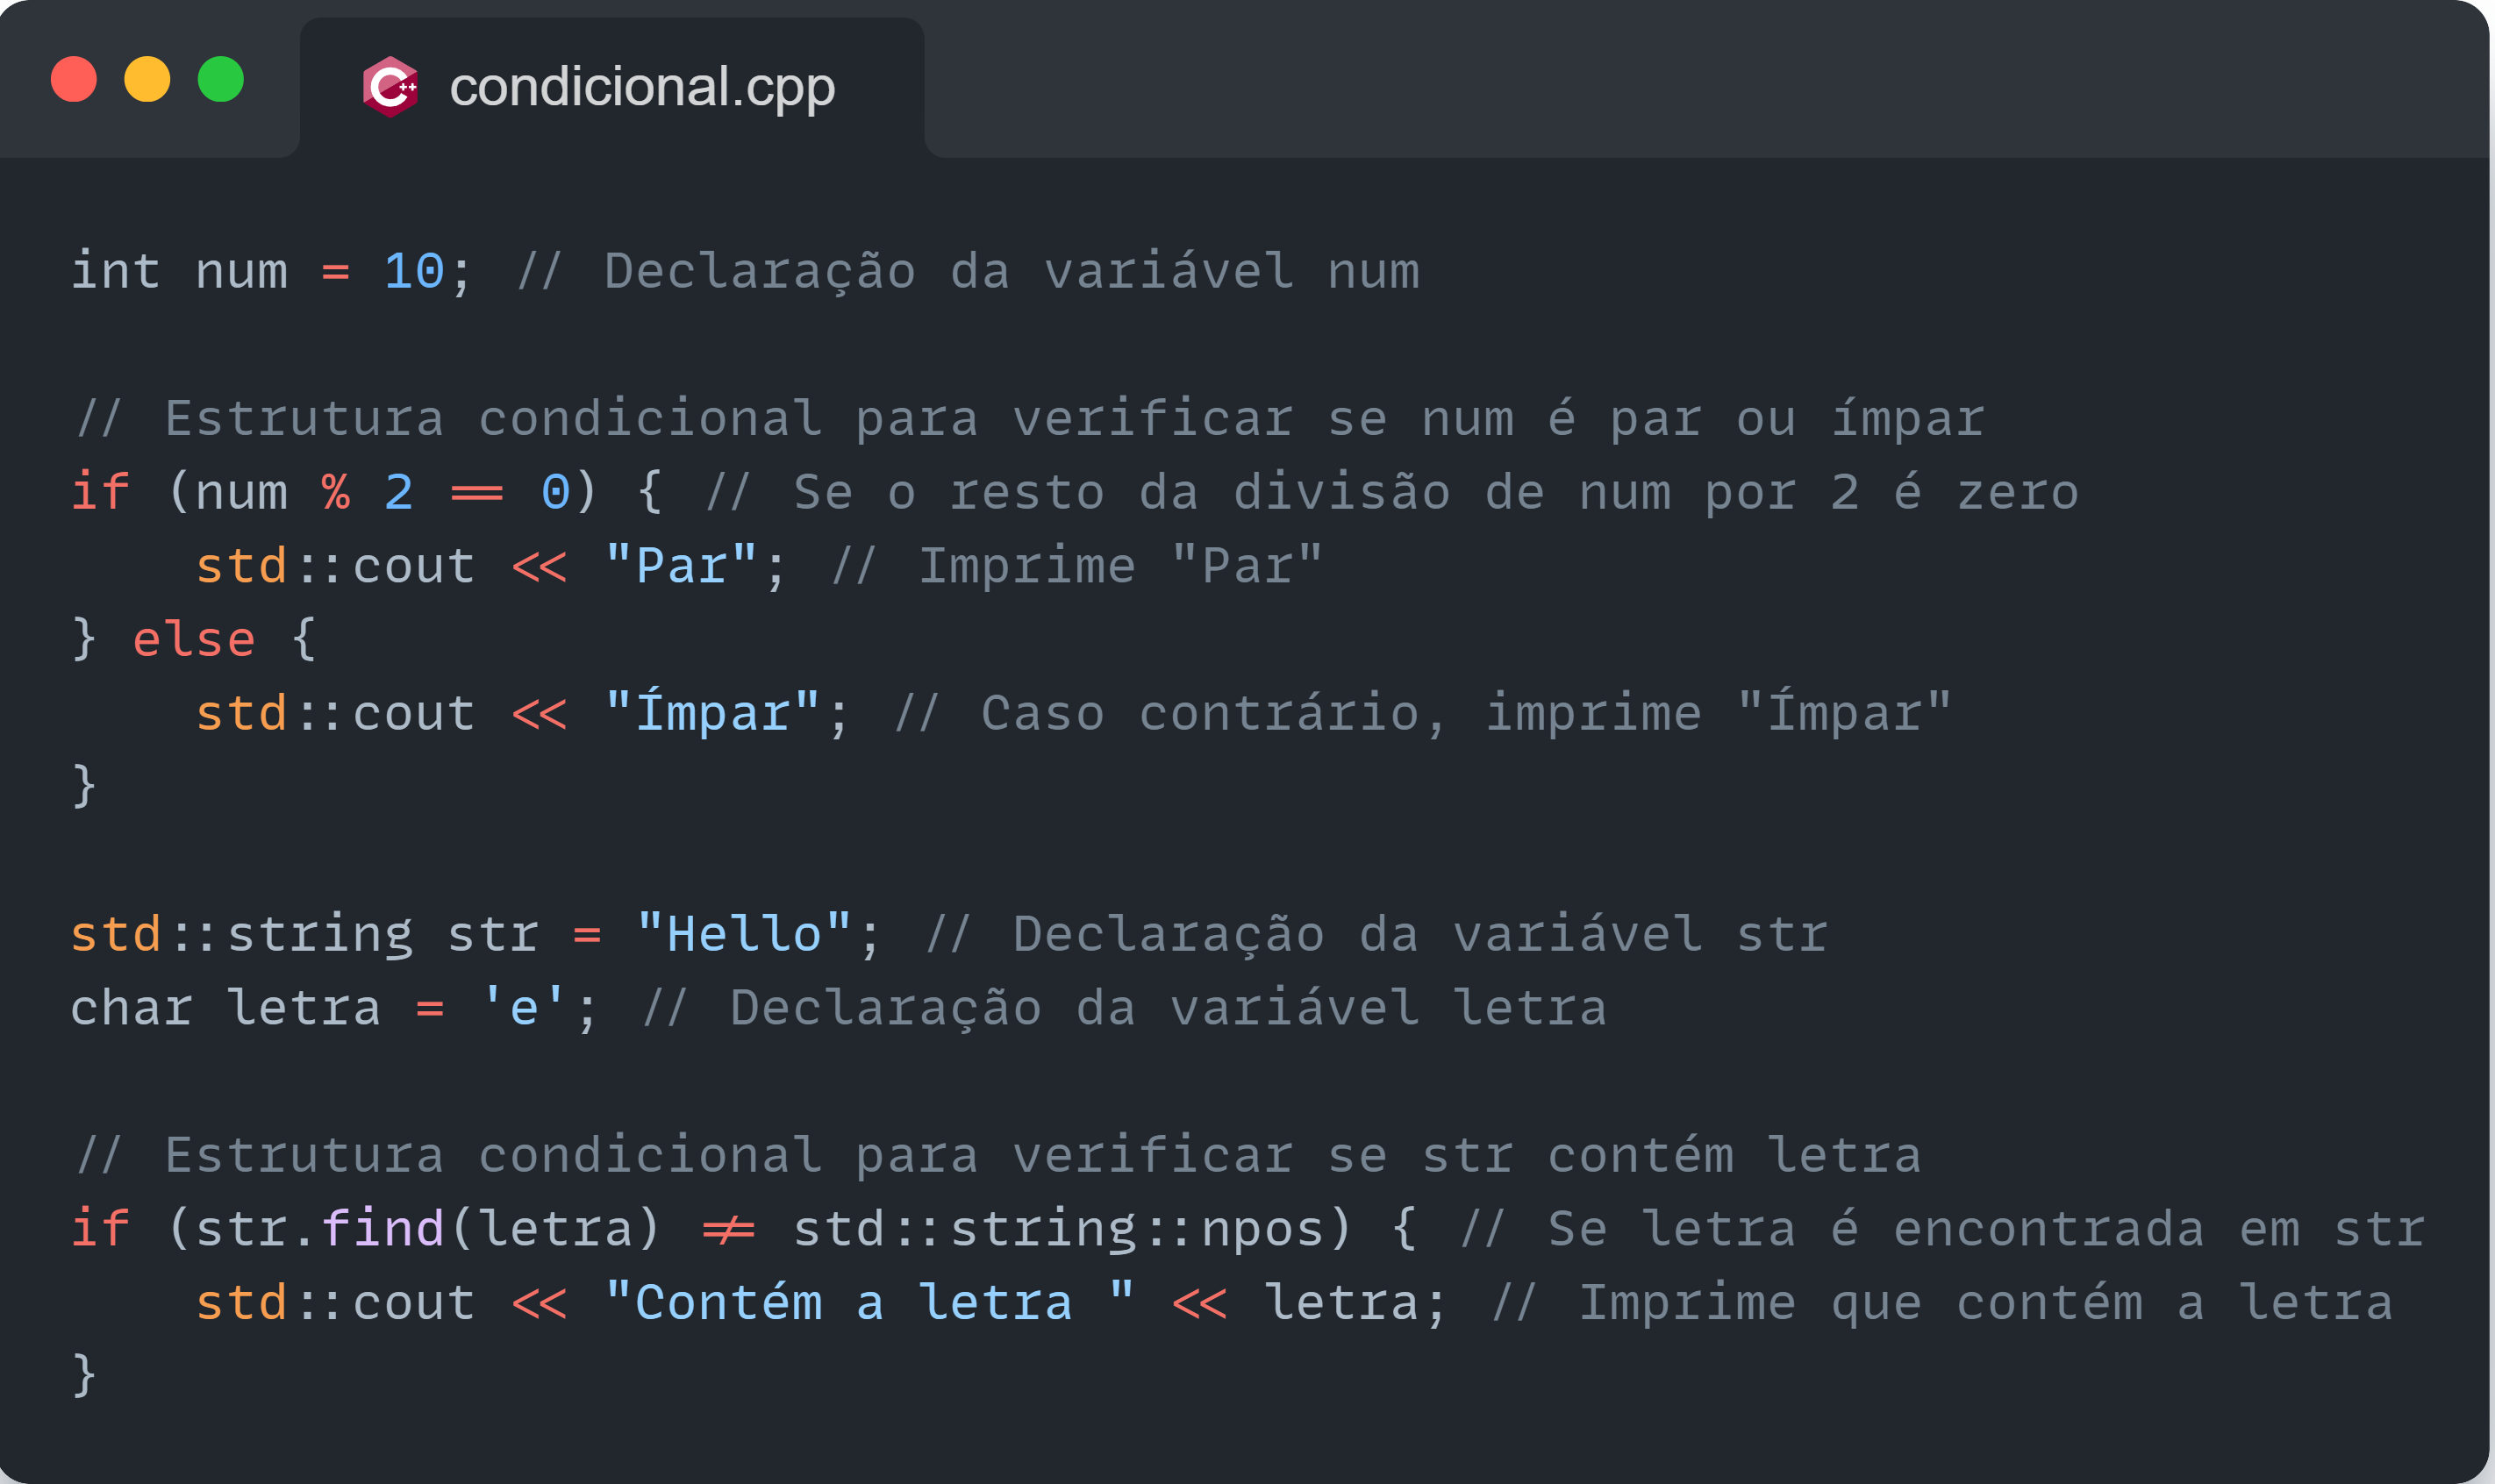 condicional.cpp
int num = 10; // Declaração da variável num
// Estrutura condicional para verificar se num é par ou ímpar
if (num % 2 == 0) { // Se o resto da divisão de num por 2 é zero
    std::cout << "Par"; // Imprime "Par"
} else {
    std::cout << "Ímpar"; // Caso contrário, imprime "Ímpar"
}
std::string str = "Hello"; // Declaração da variável str
char letra = 'e'; // Declaração da variável letra
// Estrutura condicional para verificar se str contém letra
if (str.find(letra) != std::string::npos) { // Se letra é encontrada em str
    std::cout << "Contém a letra " << letra; // Imprime que contém a letra
}